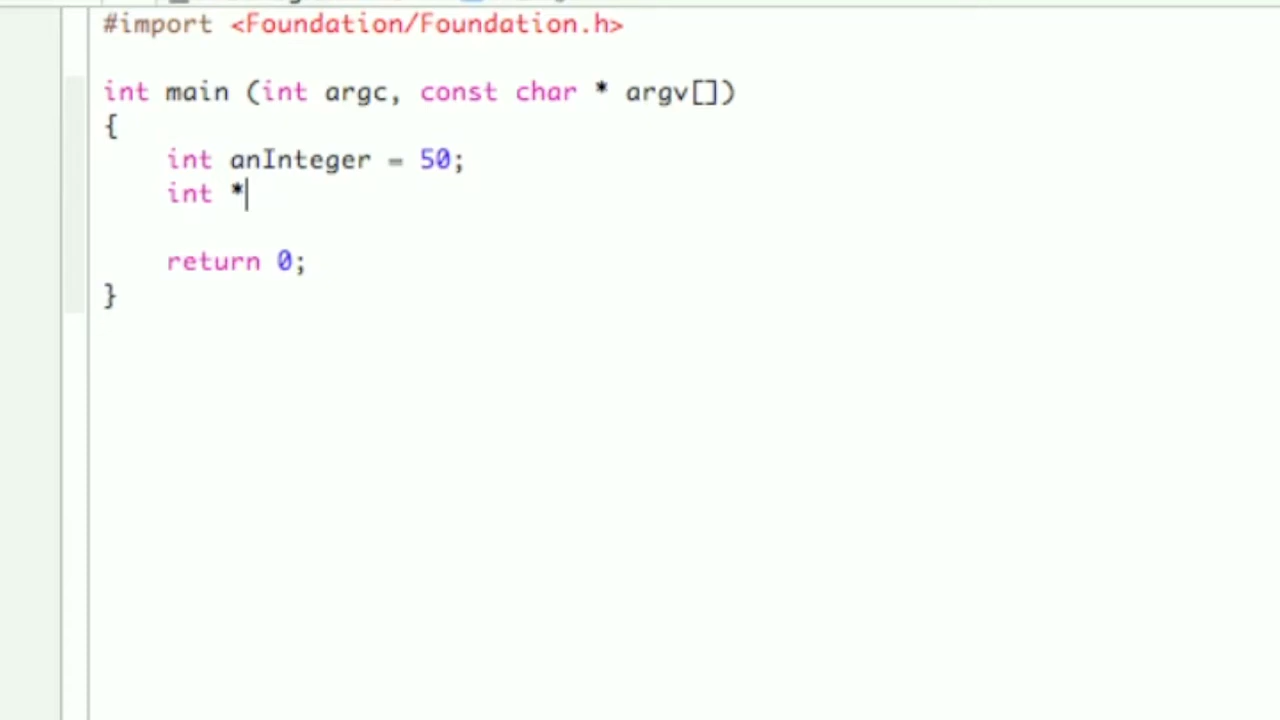 #import <Foundation/Foundation.h>
int main (int argc, const char * argv[])
{
int anInteger = 50;
int *
return 0;
}